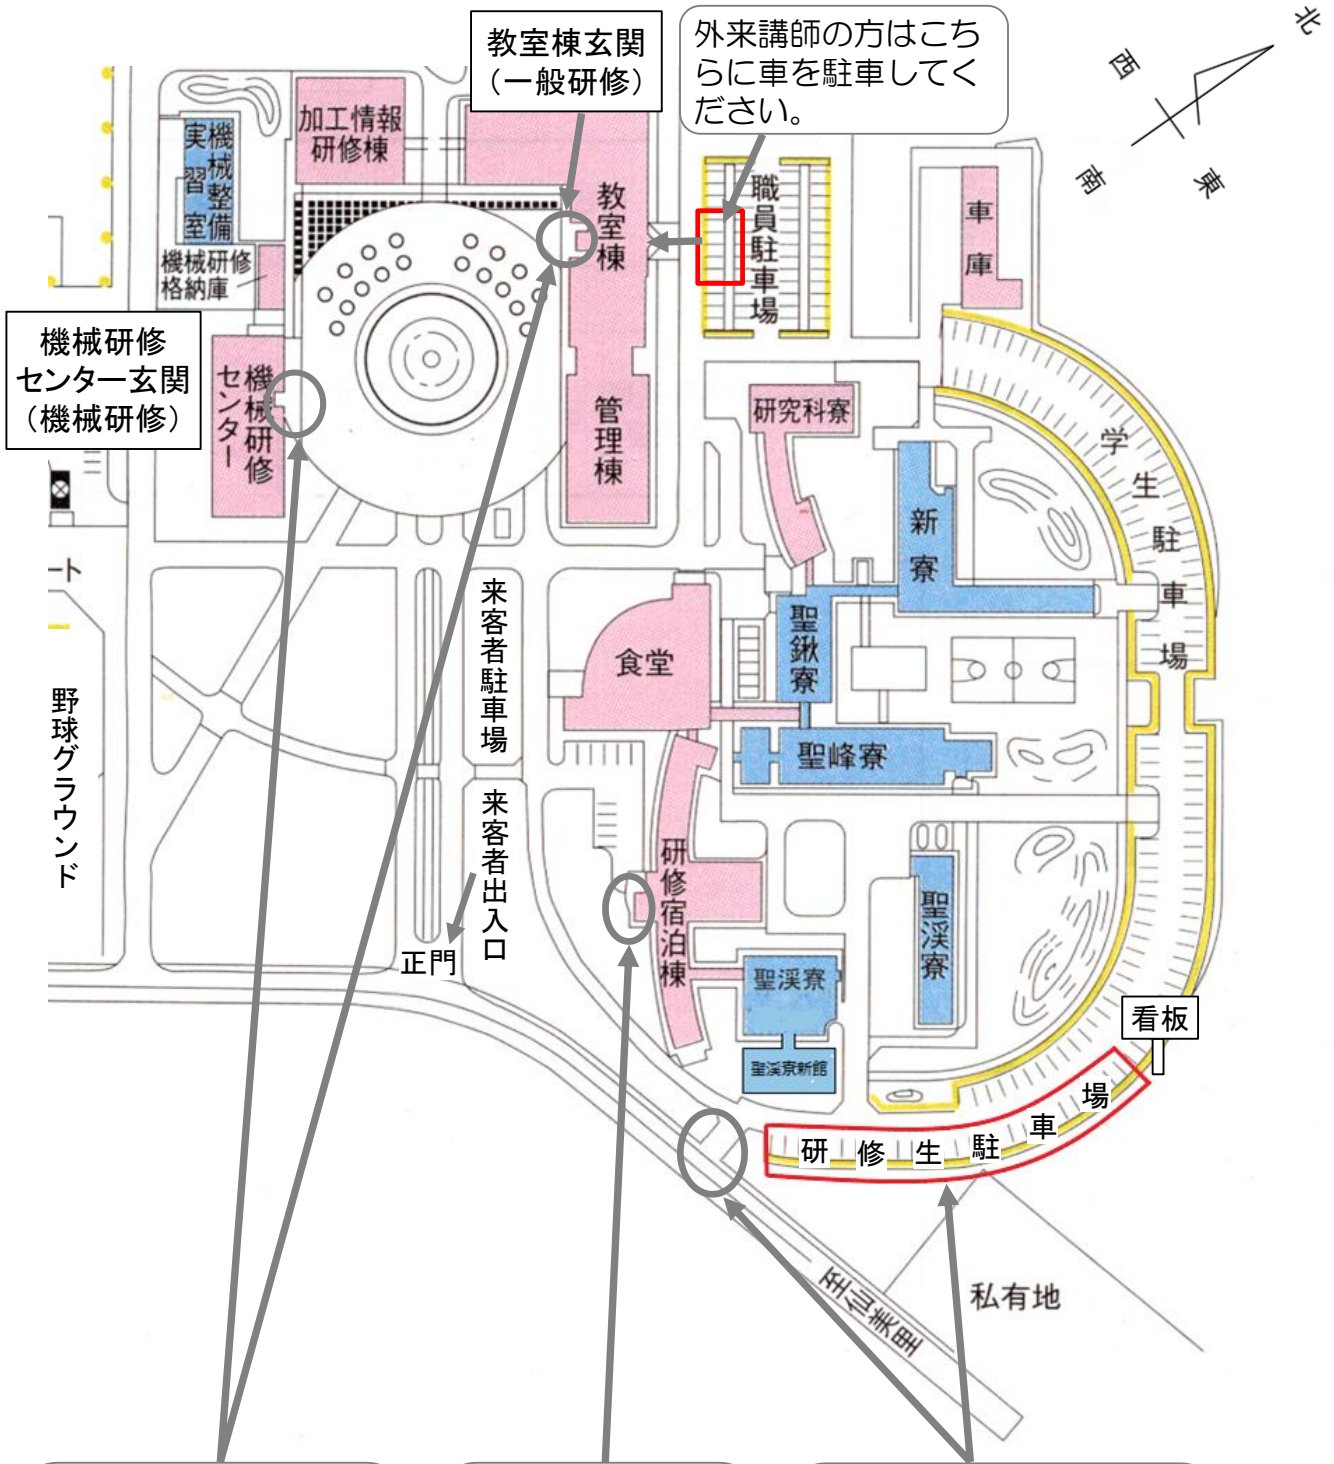 教室棟玄関
（一般研修）
外来講師の方はこち
らに車を駐車してく
ださい。
北
西
南
東
加工情報
研修棟
機械整備
実習室
機械研修
格納庫
教室棟
職員駐車場
車庫
機械研修
センター玄関
（機械研修）
機械研修
センター
管理棟
研究科寮
学生駐車場
新寮
ート
来客者駐車場
食堂
聖鍬寮
野球グラウンド
聖峰寮
来客者出入口
正門
研修宿泊棟
聖渓寮
聖渓寮
聖渓寮新館
看板
研修生駐車場
至仙美里
私有地